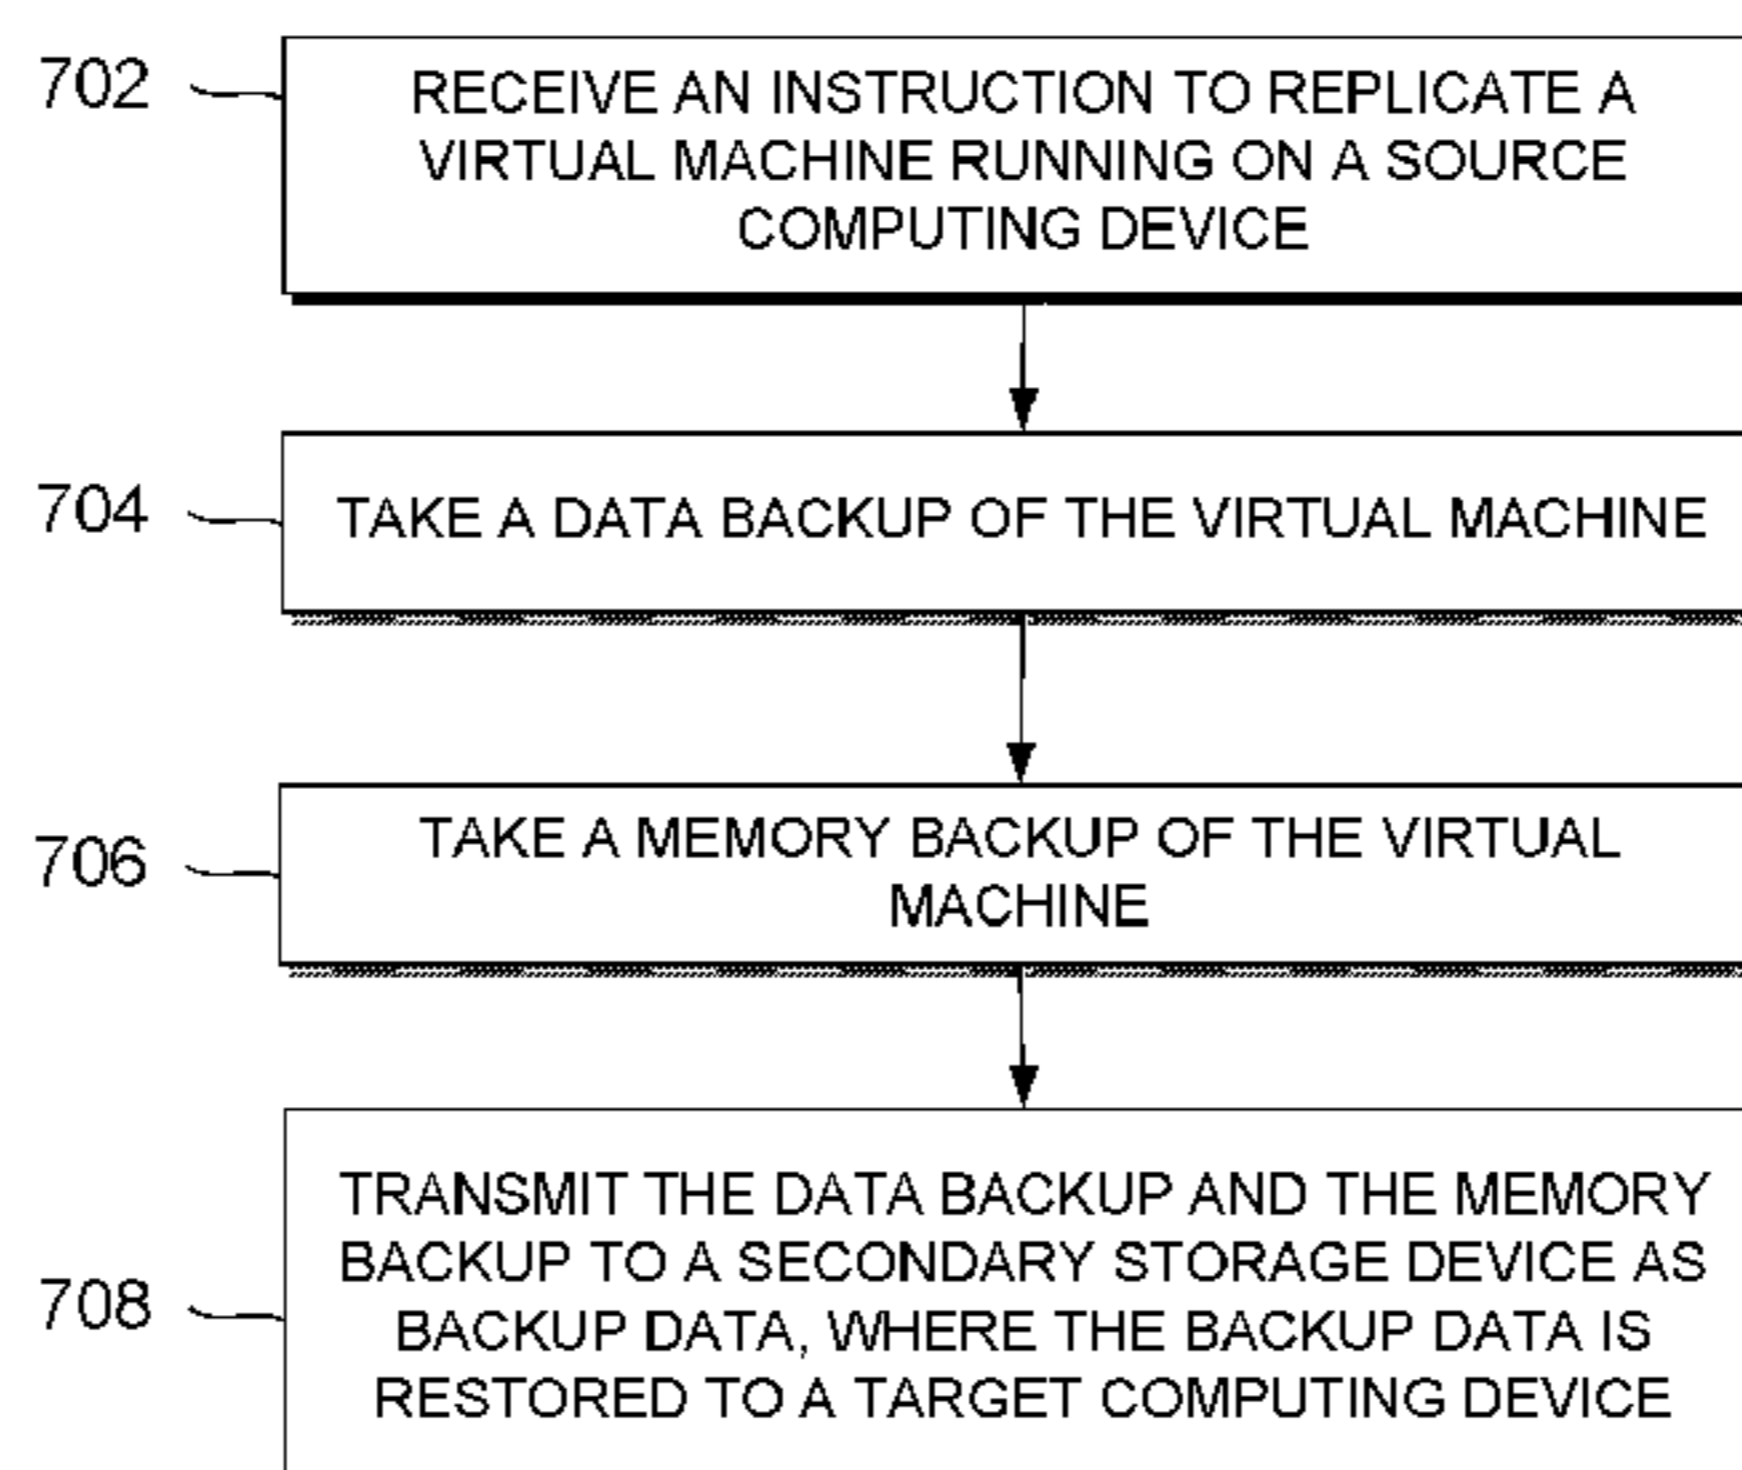 702
RECEIVE AN INSTRUCTION TO REPLICATE A
VIRTUAL MACHINE RUNNING ON A SOURCE
COMPUTING DEVICE
704
TAKE A DATA BACKUP OF THE VIRTUAL MACHINE
706
TAKE A MEMORY BACKUP OF THE VIRTUAL
MACHINE
708
TRANSMIT THE DATA BACKUP AND THE MEMORY
BACKUP TO A SECONDARY STORAGE DEVICE AS
BACKUP DATA, WHERE THE BACKUP DATA IS
RESTORED TO A TARGET COMPUTING DEVICE